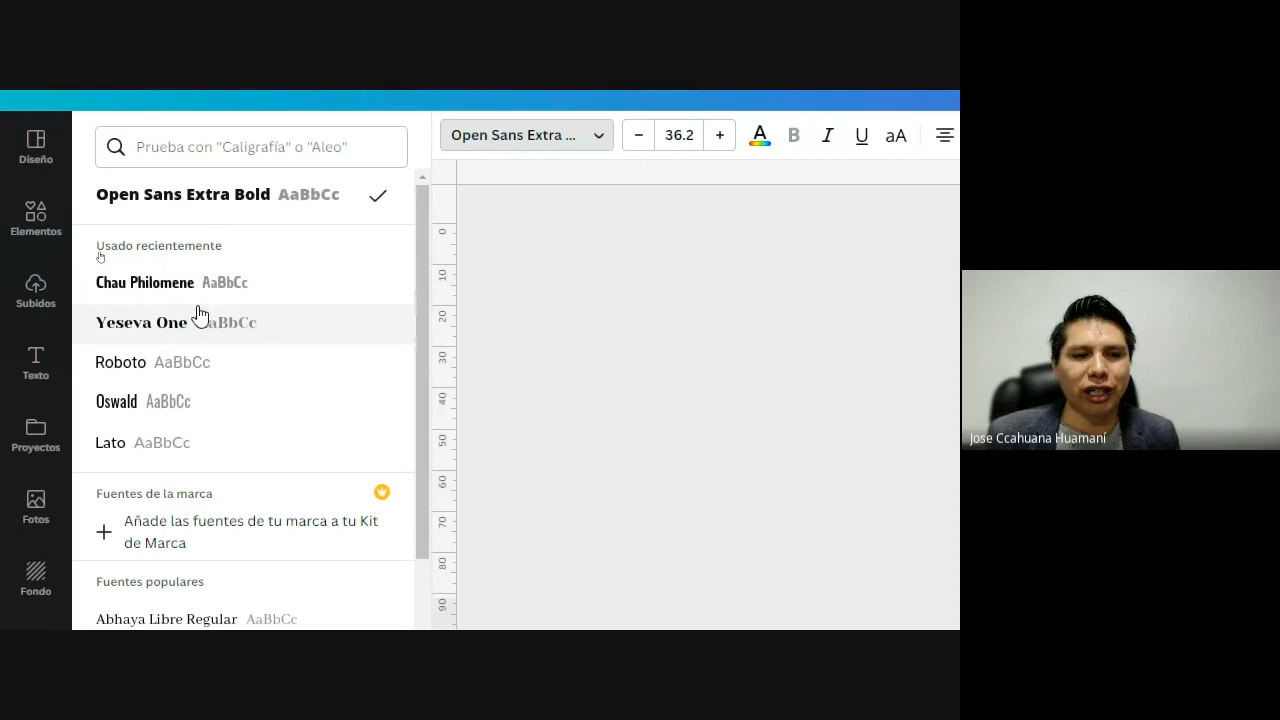 Diseño
Elementos
Subidos
Texto
Proyectos
Fotos
Fondo
Prueba con "Caligrafía" o "Aleo"
Open Sans Extra Bold AaBbCc
Usado recientemente
Chau Philomene AaBbCc
Yeseva One aBbCc
Roboto AaBbCc
Oswald AaBbCc
Lato AaBbCc
Fuentes de la marca
Añade las fuentes de tu marca a tu Kit
de Marca
Fuentes populares
Abhaya Libre Regular AaBbCc
Open Sans Extra ... − 36.2 + A B I U aA
0
10
20
30
40
50
60
70
80
90
Jose Ccahuana Huamaní